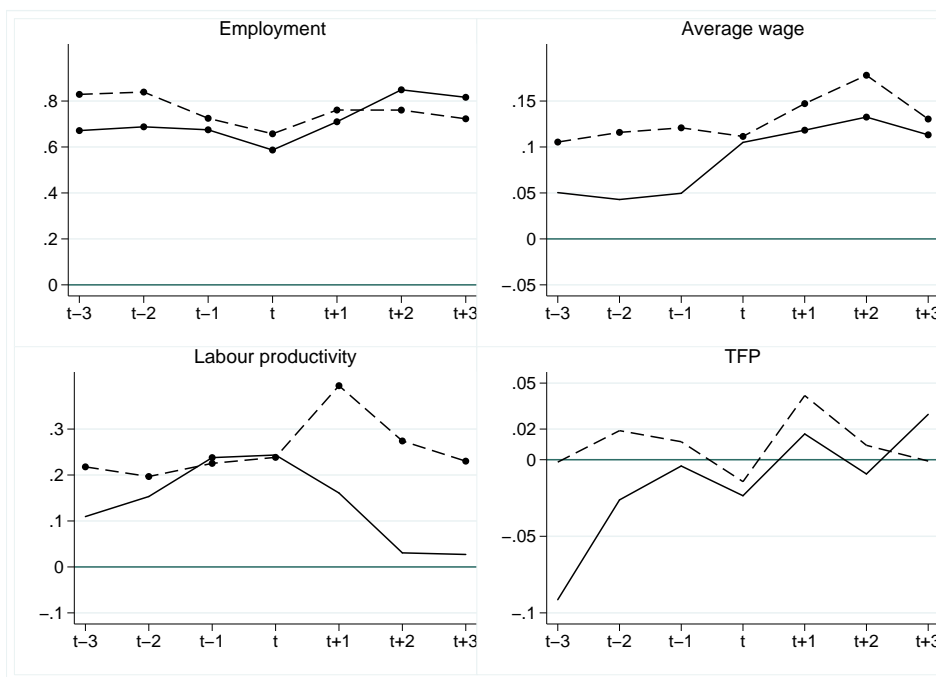 Employment
.8
.6
.4
.2
0
t–3 t–2 t–1 t t+1 t+2 t+3
Average wage
.15
.1
.05
0
–.05
t–3 t–2 t–1 t t+1 t+2 t+3
Labour productivity
.3
.2
.1
0
–.1
t–3 t–2 t–1 t t+1 t+2 t+3
TFP
.05
.02
0
–.05
–.1
t–3 t–2 t–1 t t+1 t+2 t+3